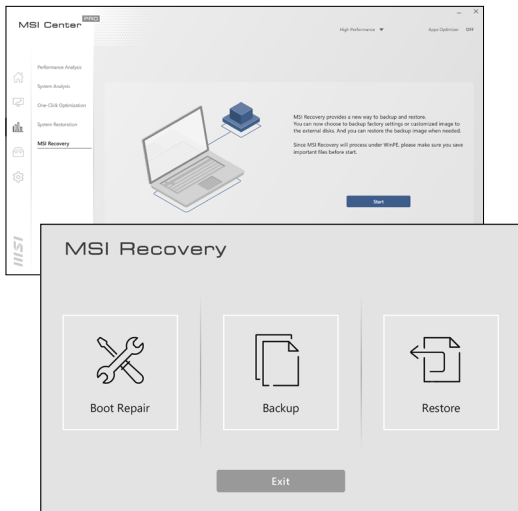 MSI Center PRO
High Performance
Apps Optimizer OFF
Performance Analysis
System Analysis
One-Click Optimization
System Restoration
MSI Recovery
MSI Recovery provides a new way to backup and restore.
You can now choose to backup factory settings or customized image to
the external disks. And you can restore the backup image when needed.
Since MSI Recovery will process under WinPE, please make sure you save
important files before start.
Start
msi
MSI Recovery
Boot Repair
Backup
Restore
Exit